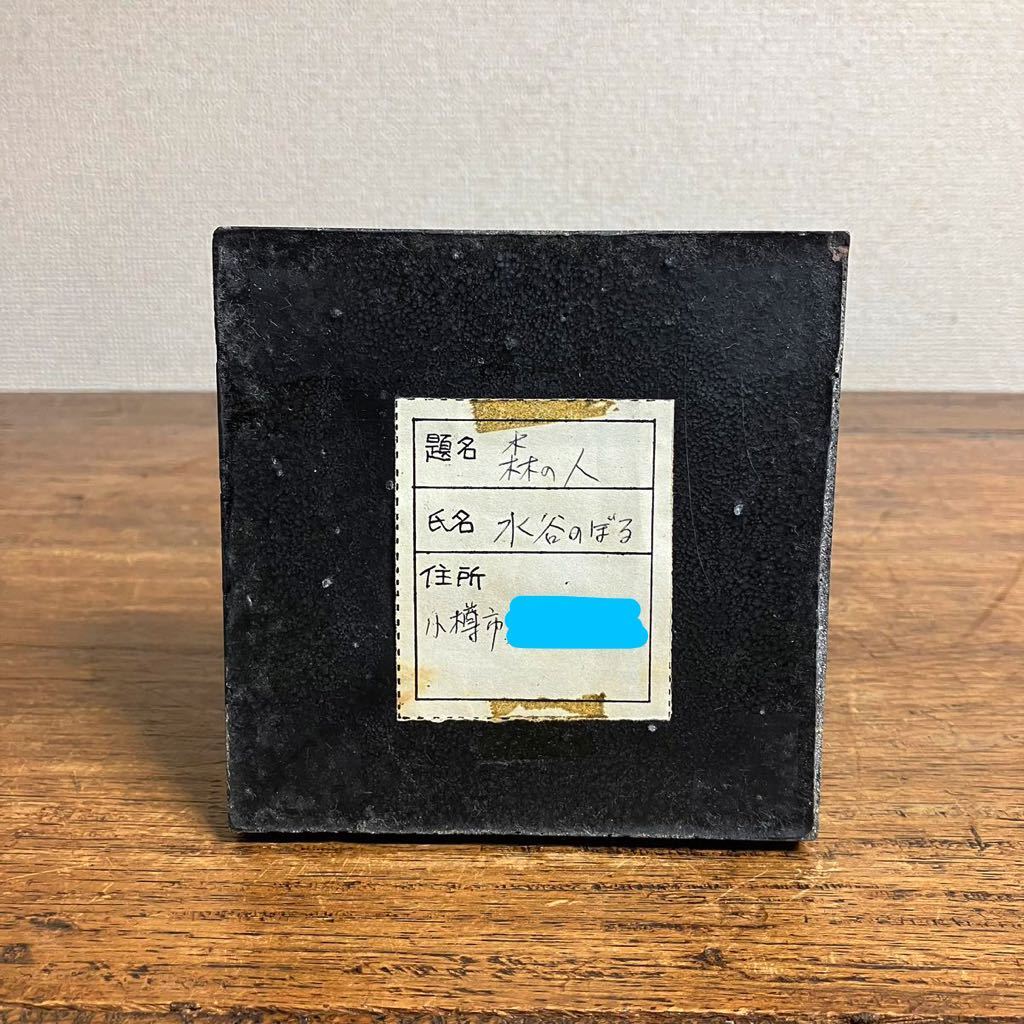 題名 森の人
氏名 水谷のぼる
住所
小樽市